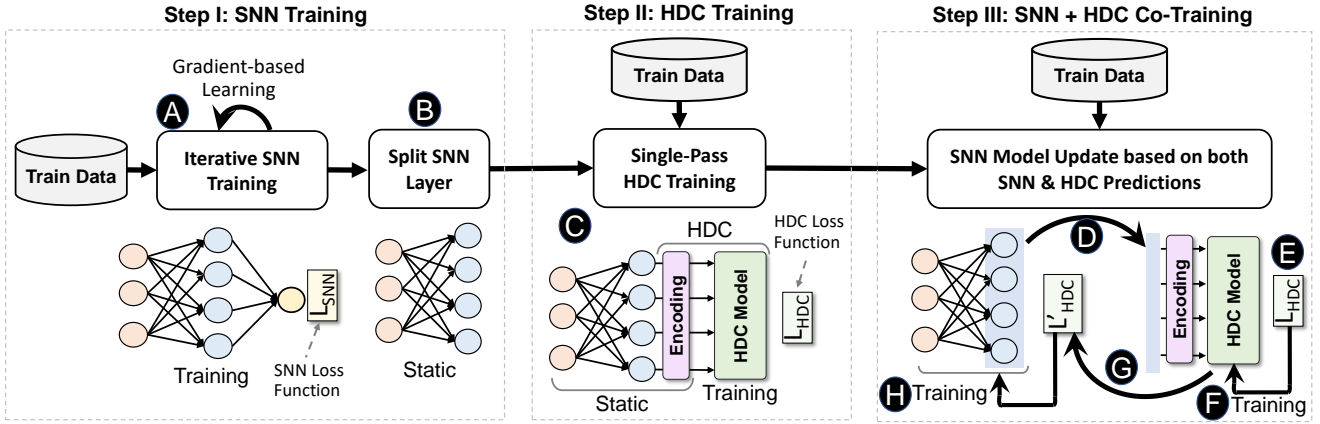 Step I: SNN Training
Step II: HDC Training
Step III: SNN + HDC Co-Training
Gradient-based
Learning
A
B
Train Data
Iterative SNN
Training
Split SNN
Layer
Training
L_SNN
SNN Loss
Function
Static
Train Data
Single-Pass
HDC Training
C
HDC
HDC Loss
Function
Encoding
HDC Model
L_HDC
Static
Training
Train Data
SNN Model Update based on both
SNN & HDC Predictions
D
E
L'_HDC
Encoding
HDC Model
L_HDC
G
H Training
F Training